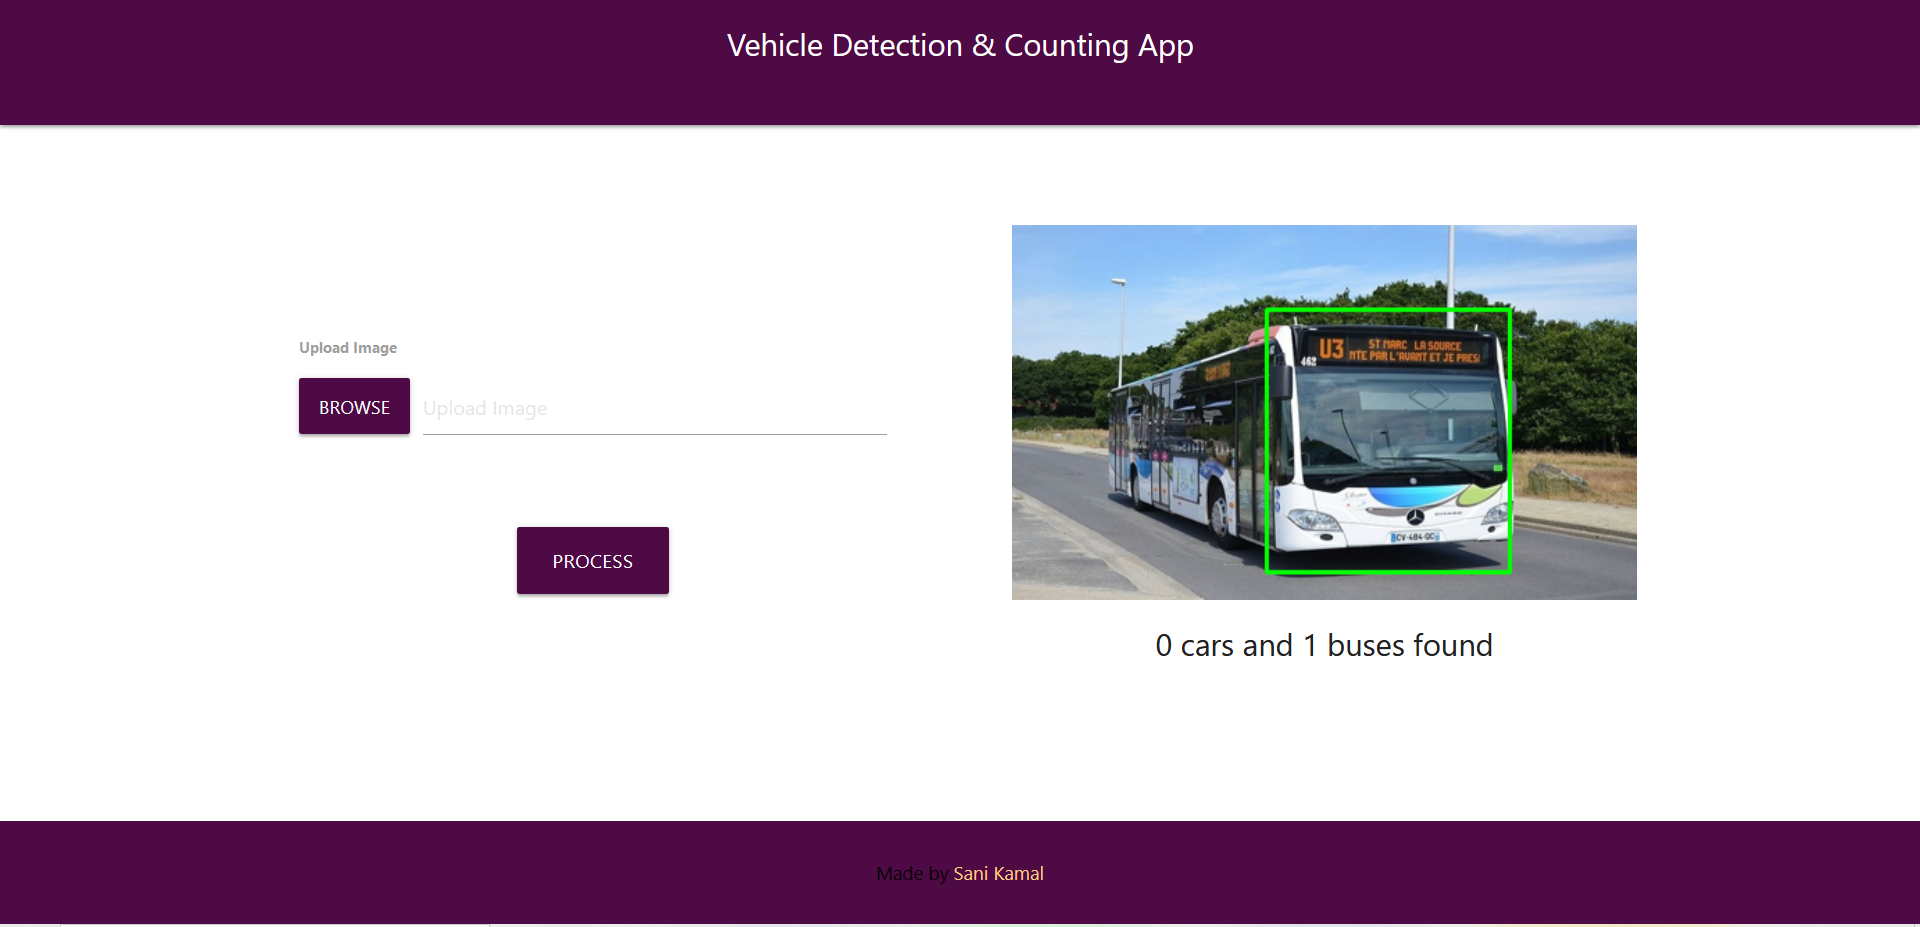 Vehicle Detection & Counting App
Upload Image
BROWSE
Upload Image
PROCESS
462
U3
ST MARC LA SOURCE
NTE PAR L'AVANT ET JE PRES
CV-484-QC
0 cars and 1 buses found
Made by Sani Kamal